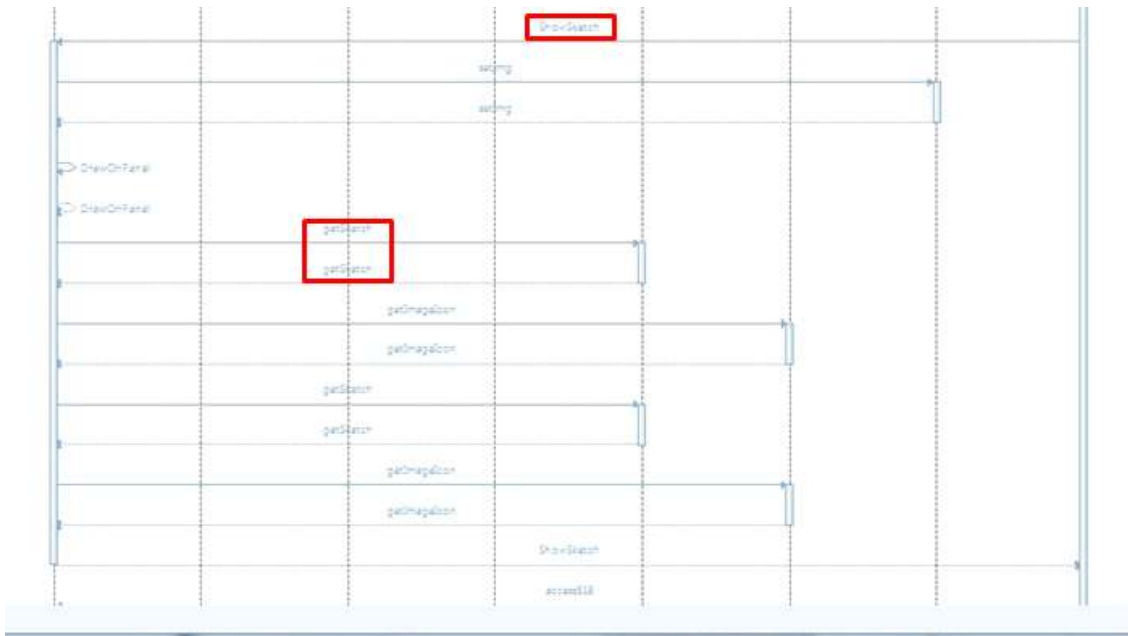 ShowSketch
setImg
setImg
DrawOnPanel
DrawOnPanel
getSketch
getSketch
getImageIcon
getImageIcon
getSketch
getSketch
getImageIcon
getImageIcon
ShowSketch